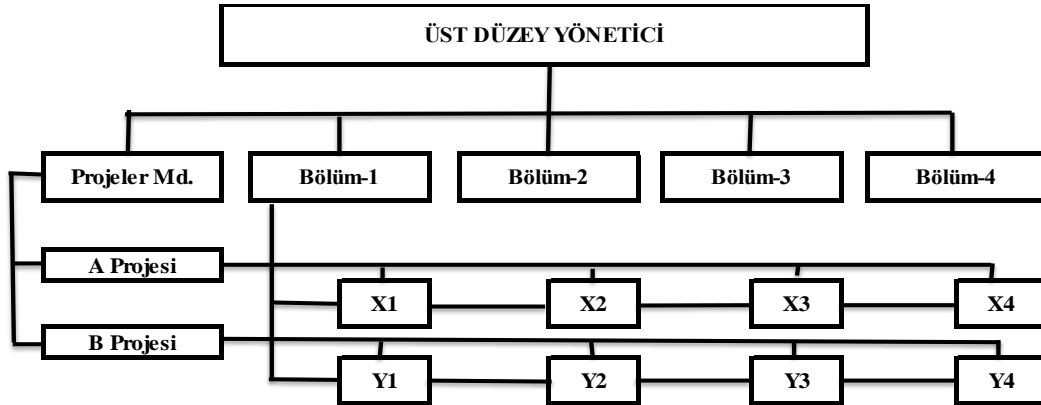 ÜST DÜZEY YÖNETİCİ
Projeler Md.
Bölüm-1
Bölüm-2
Bölüm-3
Bölüm-4
A Projesi
X1
X2
X3
X4
B Projesi
Y1
Y2
Y3
Y4